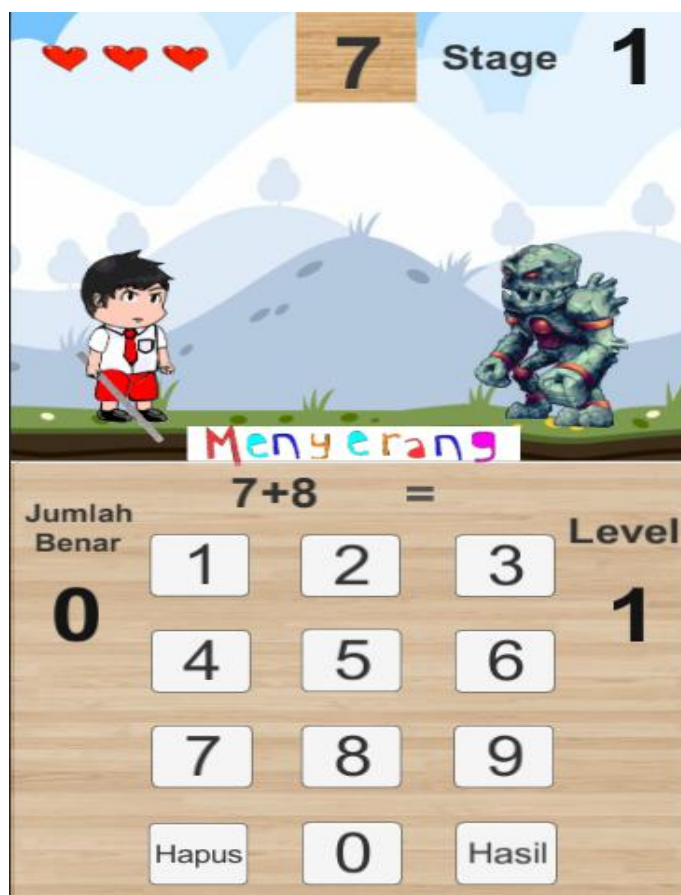 7 Stage 1
Menyerang
7+8 =
Jumlah
Benar
0
Level
1
1 2 3
4 5 6
7 8 9
Hapus 0 Hasil